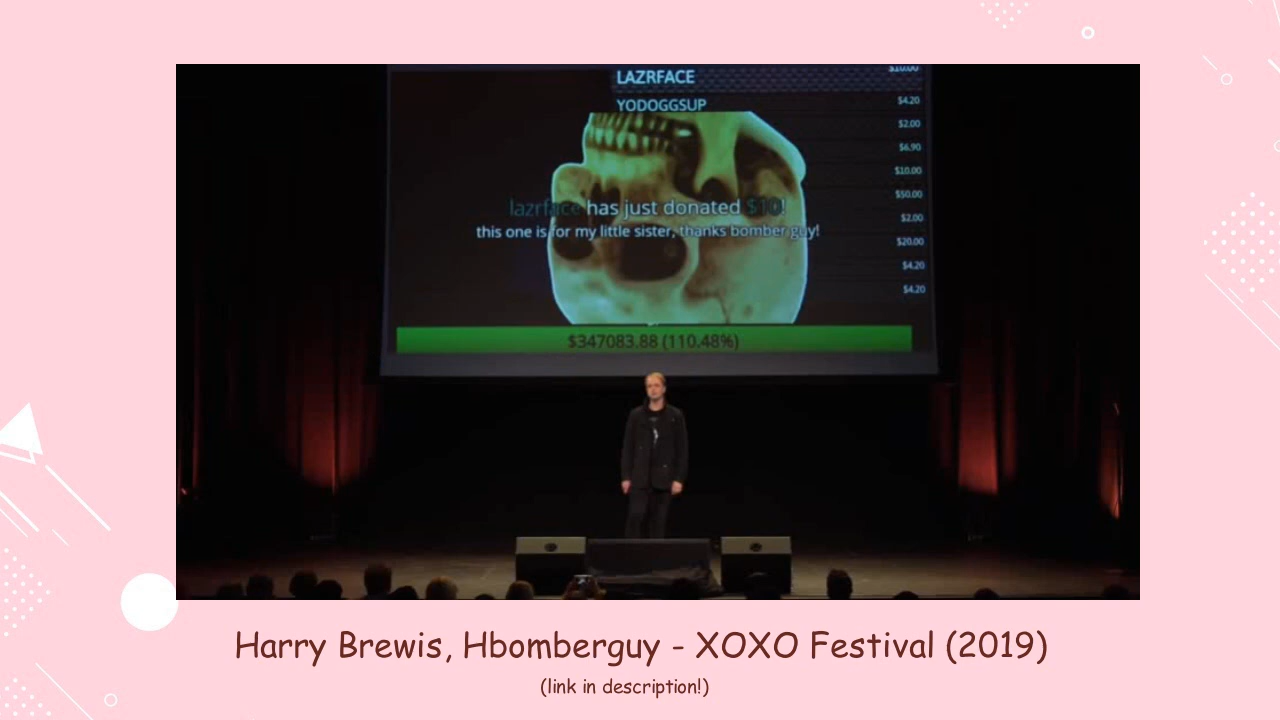 $10.00
LAZRFACE
YODOGGSUP
$4.20
$2.00
$6.90
$10.00
$50.00
lazrface has just donated $10!
$2.00
this one is for my little sister, thanks bomber guy!
$20.00
$4.20
$4.20
$347083.88 (110.48%)
Harry Brewis, Hbomberguy - XOXO Festival (2019)
(link in description!)